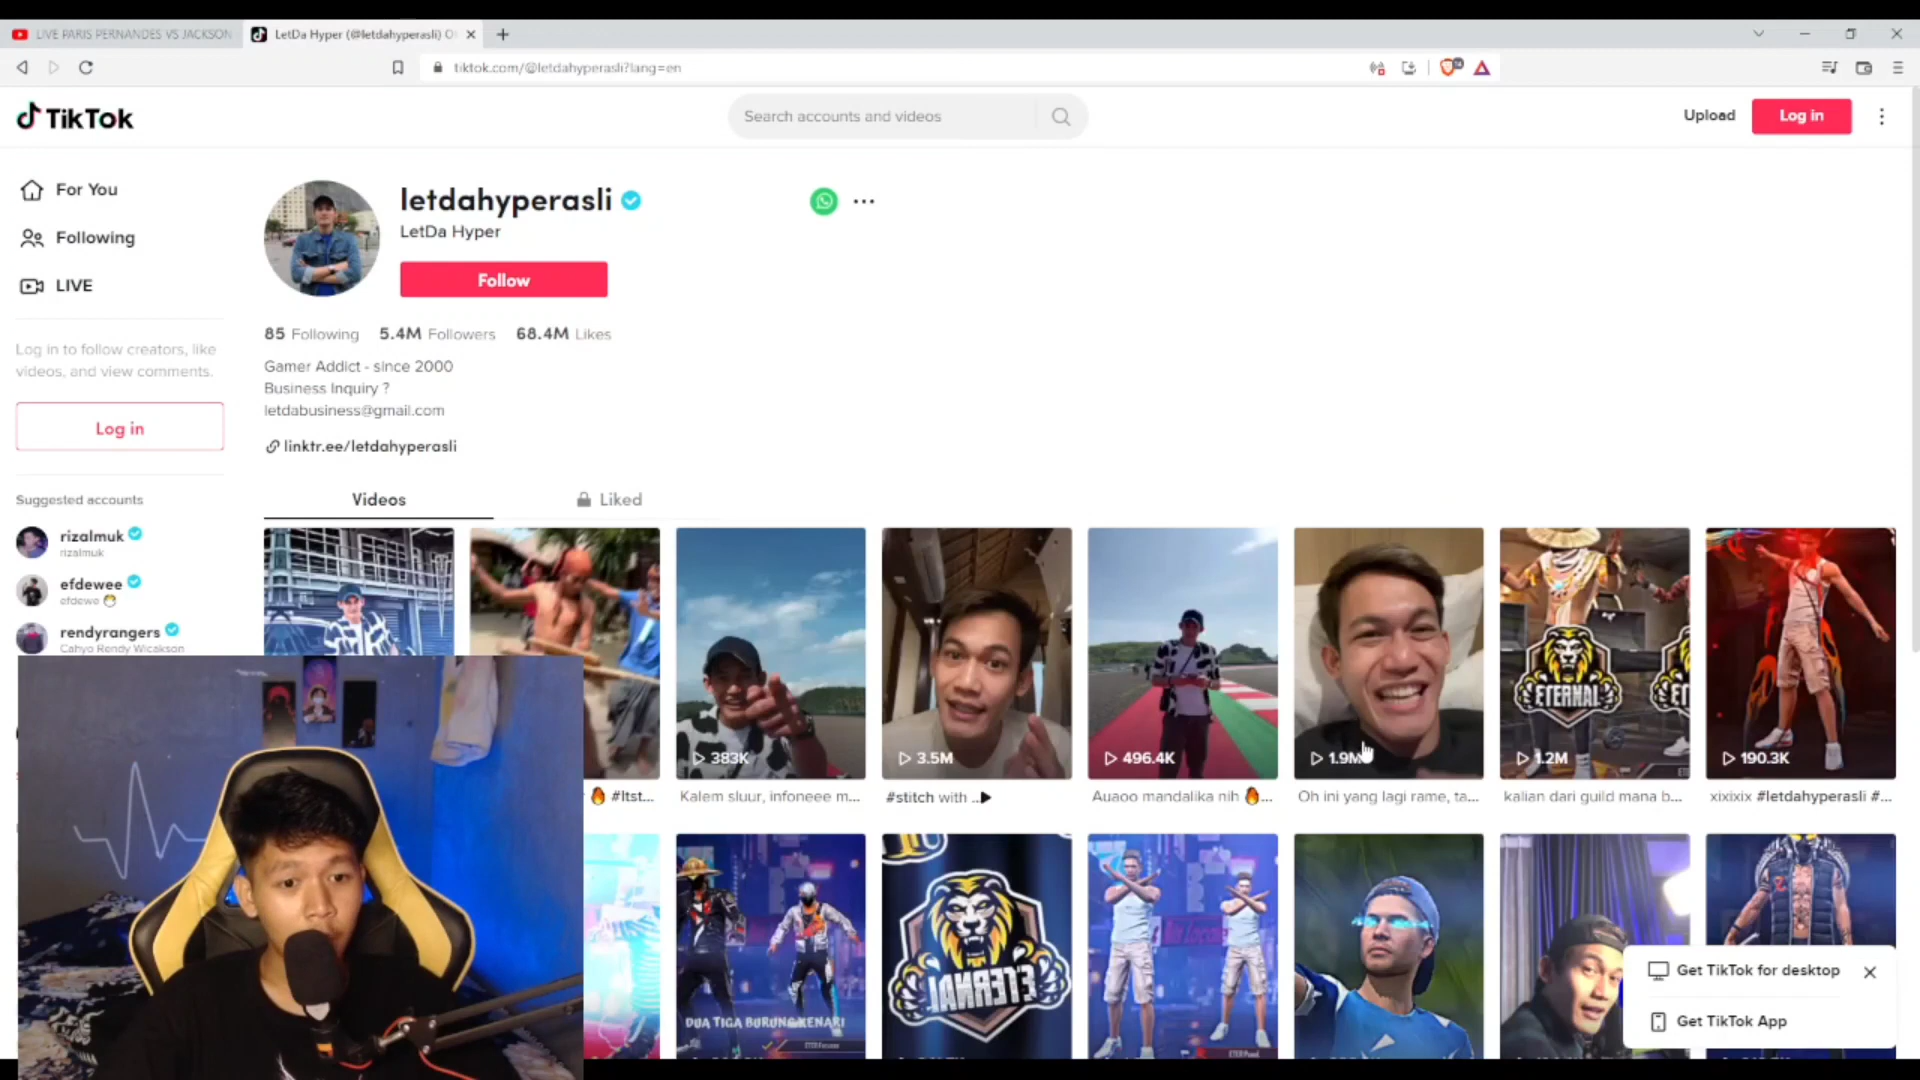 LIVE PARIS PERNANDES VS JACKSON
LetDa Hyper (@letdahyperasli) O
tiktok.com/@letdahyperasli?lang=en
TikTok
Search accounts and videos
Upload
Log in
For You
Following
LIVE
Log in to follow creators, like
videos, and view comments.
Log in
Suggested accounts
rizalmuk
rizalmuk
efdewee
efdewe
rendyrangers
Cahyo Rendy Wicakson
letdahyperasli
LetDa Hyper
Follow
85 Following 5.4M Followers 68.4M Likes
Gamer Addict - since 2000
Business Inquiry ?
letdabusiness@gmail.com
linktr.ee/letdahyperasli
Videos
Liked
383K
3.5M
496.4K
1.9M
ETERNAL
1.2M
190.3K
#ltst...
Kalem sluur, infoneee m...
#stitch with ..
Auaoo mandalika nih 🔥...
Oh ini yang lagi rame, ta...
kalian dari guild mana b...
xixixix #letdahyperasli #...
DUA TIGA BURUNG KENARI
ETERNAL
Get TikTok for desktop
Get TikTok App